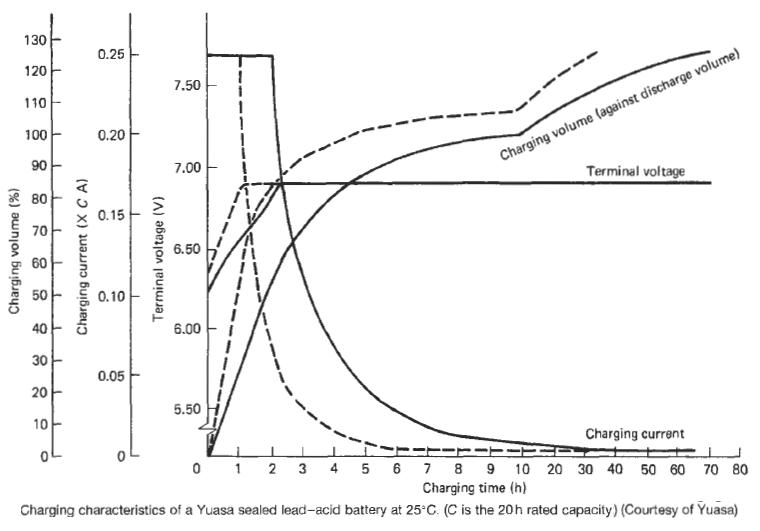 130
120
110
100
90
80
70
60
50
40
30
20
10
0
Charging volume (%)
0.25
0.20
0.15
0.10
0.05
0
Charging current (X C A)
7.50
7.00
6.50
6.00
5.50
Terminal voltage (V)
Charging volume (against discharge volume)
Terminal voltage
Charging current
0 1 2 3 4 5 6 7 8 9 10 20 30 40 50 60 70 80
Charging time (h)
Charging characteristics of a Yuasa sealed lead–acid battery at 25°C. (C is the 20h rated capacity) (Courtesy of Yuasa)